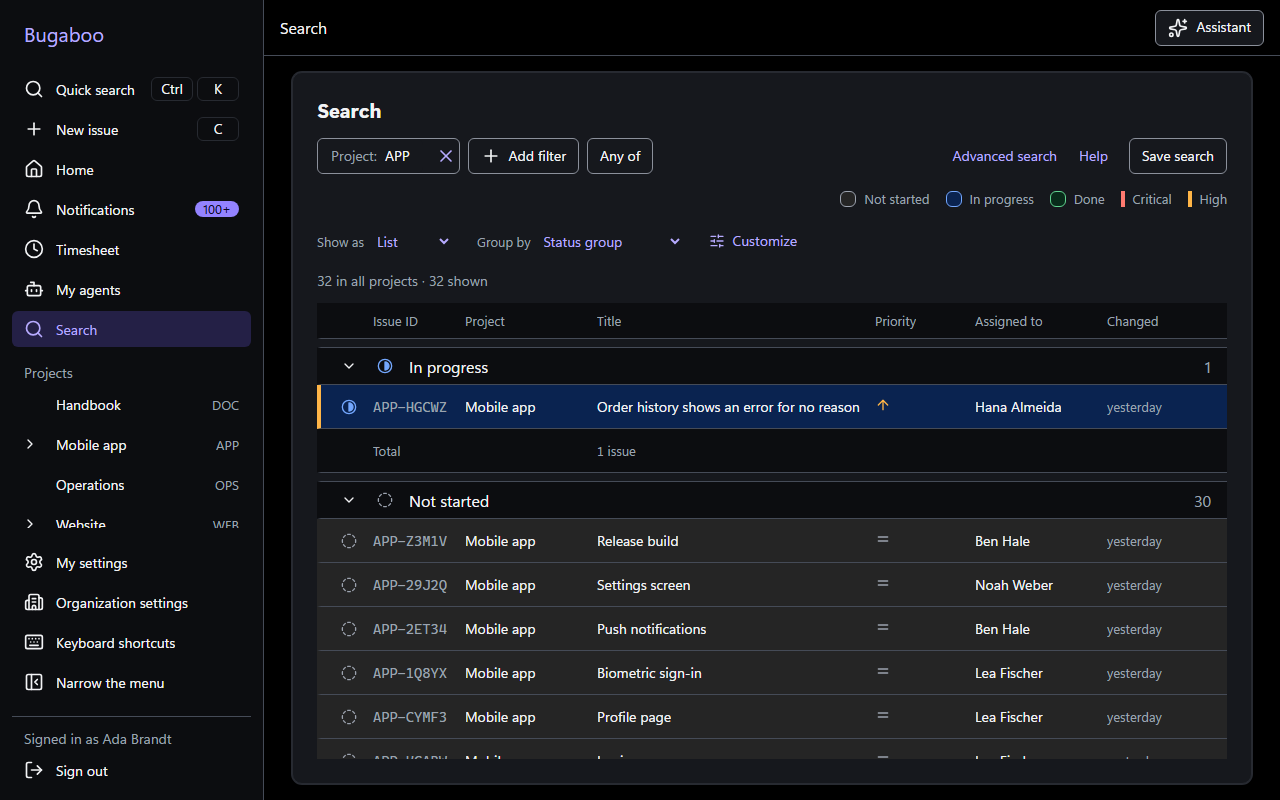 Bugaboo
Quick search Ctrl K
New issue C
Home
Notifications 100+
Timesheet
My agents
Search
Projects
Handbook DOC
Mobile app APP
Operations OPS
Website WEB
My settings
Organization settings
Keyboard shortcuts
Narrow the menu
Signed in as Ada Brandt
Sign out
Search
Assistant
Search
Project: APP
Add filter
Any of
Advanced search
Help
Save search
Not started
In progress
Done
Critical
High
Show as List
Group by Status group
Customize
32 in all projects · 32 shown
Issue ID Project Title Priority Assigned to Changed
In progress 1
APP-HGCWZ Mobile app Order history shows an error for no reason Hana Almeida yesterday
Total 1 issue
Not started 30
APP-Z3M1V Mobile app Release build Ben Hale yesterday
APP-29J2Q Mobile app Settings screen Noah Weber yesterday
APP-2ET34 Mobile app Push notifications Ben Hale yesterday
APP-1Q8YX Mobile app Biometric sign-in Lea Fischer yesterday
APP-CYMF3 Mobile app Profile page Lea Fischer yesterday